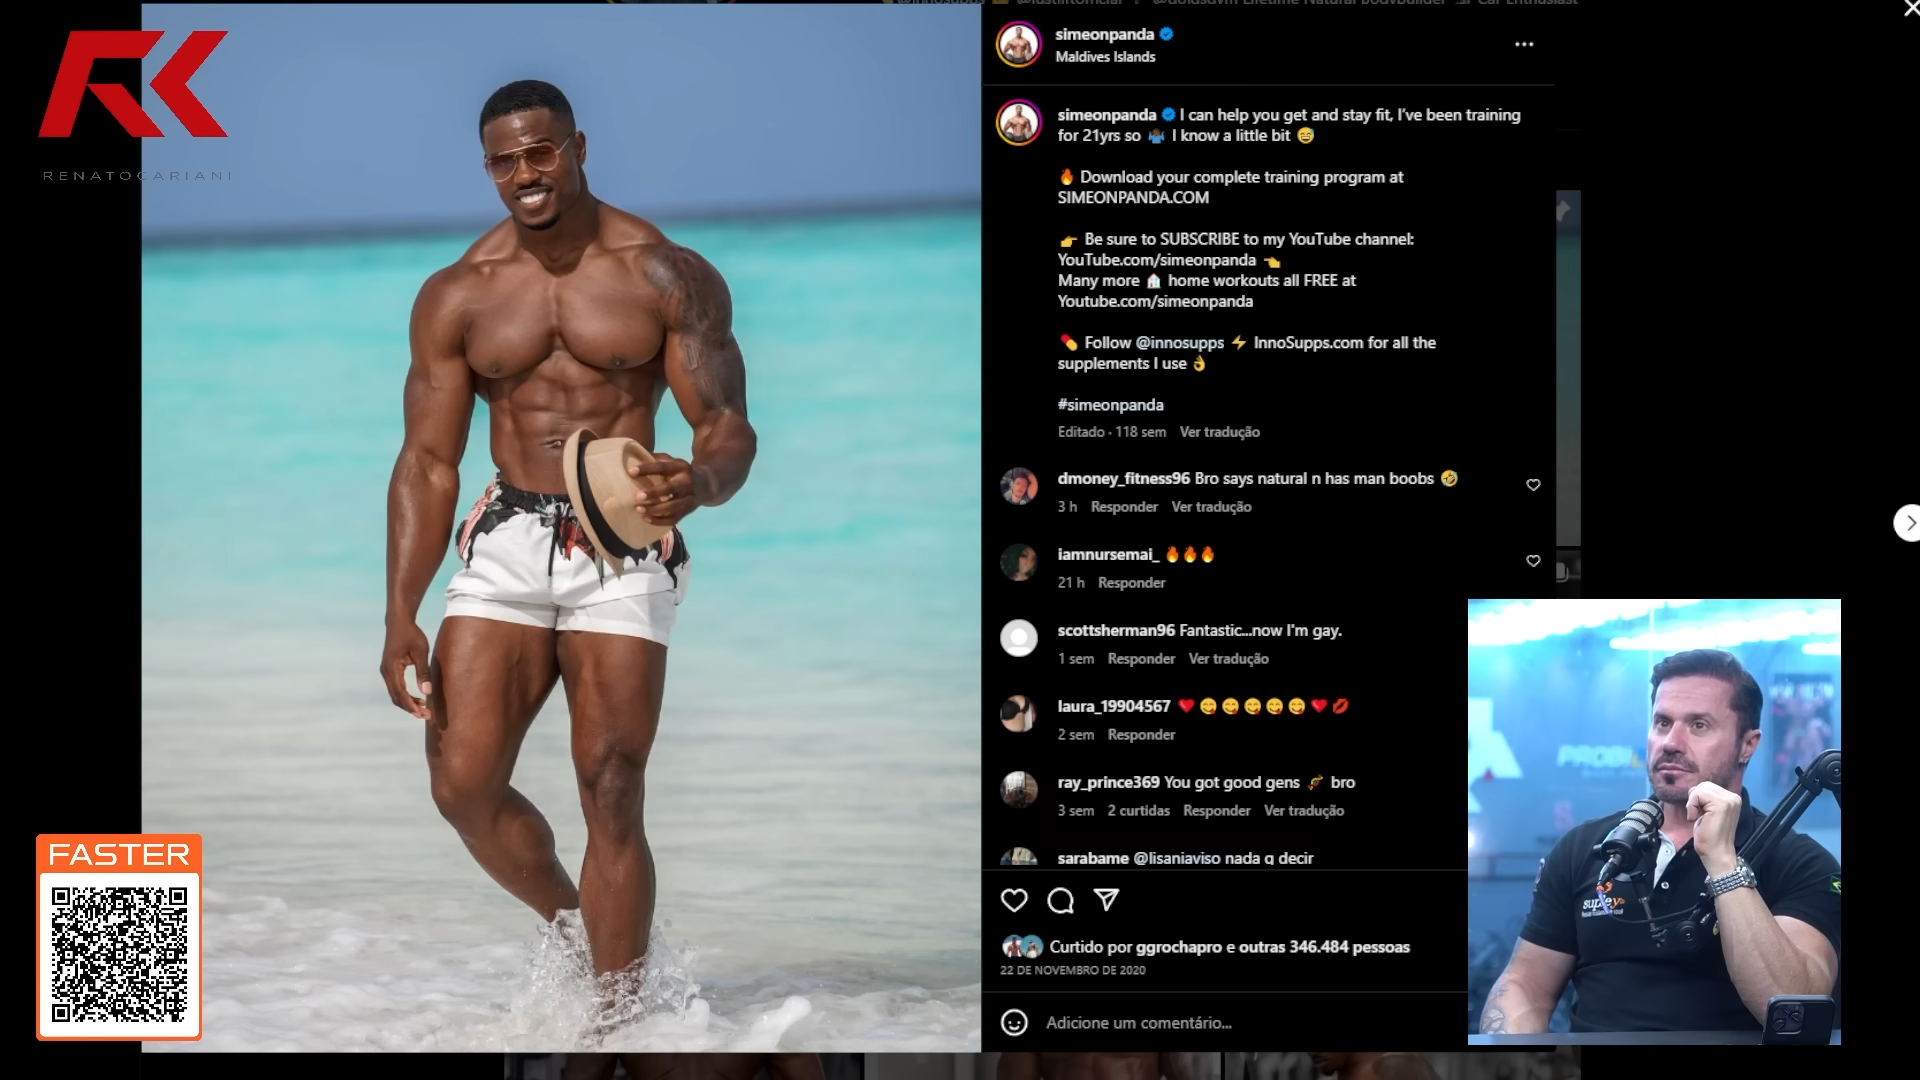 RENATOCARIANI
simeonpanda
Maldives Islands
simeonpanda I can help you get and stay fit, I've been training
for 21yrs so 🤷🏿‍♂️ I know a little bit 😅
🔥 Download your complete training program at
SIMEONPANDA.COM
👉 Be sure to SUBSCRIBE to my YouTube channel:
YouTube.com/simeonpanda 👈
Many more 🏠 home workouts all FREE at
Youtube.com/simeonpanda
💊 Follow @innosupps ⚡ InnoSupps.com for all the
supplements I use 👌
#simeonpanda
Editado · 118 sem Ver tradução
dmoney_fitness96 Bro says natural n has man boobs 🤣
3 h Responder Ver tradução
iamnursemai_ 🔥🔥🔥
21 h Responder
scottsherman96 Fantastic...now I'm gay.
1 sem Responder Ver tradução
laura_19904567 ❤️😋😋😋😋😋❤️💋
2 sem Responder
ray_prince369 You got good gens 🧬 bro
3 sem 2 curtidas Responder Ver tradução
sarabame @lisaniaviso nada q decir
Curtido por ggrochapro e outras 346.484 pessoas
22 DE NOVEMBRO DE 2020
Adicione um comentário...
FASTER